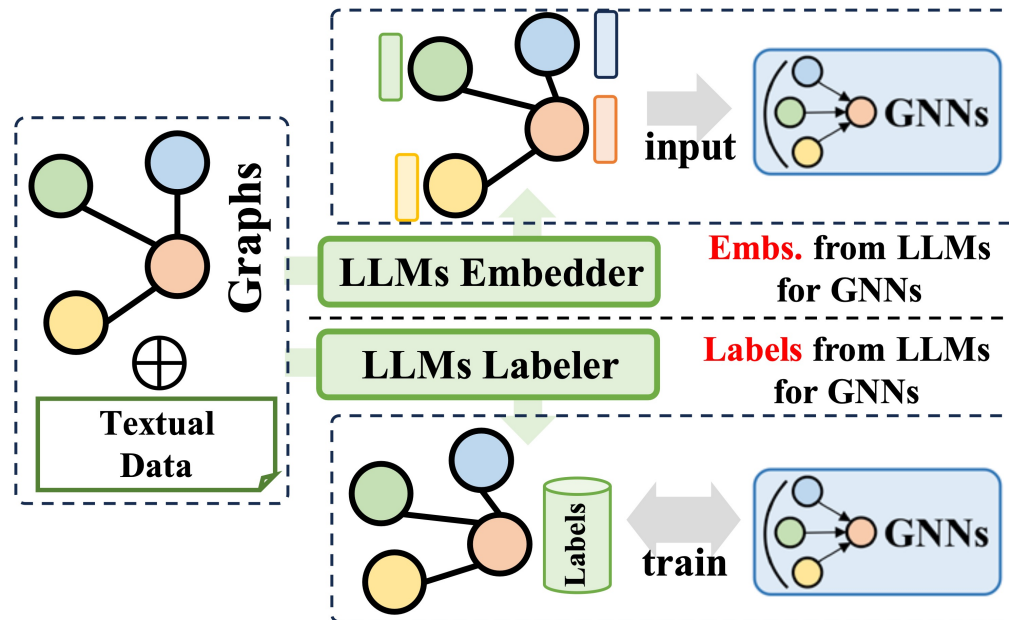 Graphs
Textual
Data
LLMs Embedder
LLMs Labeler
input
GNNs
Embs. from LLMs
for GNNs
Labels from LLMs
for GNNs
Labels
train
GNNs